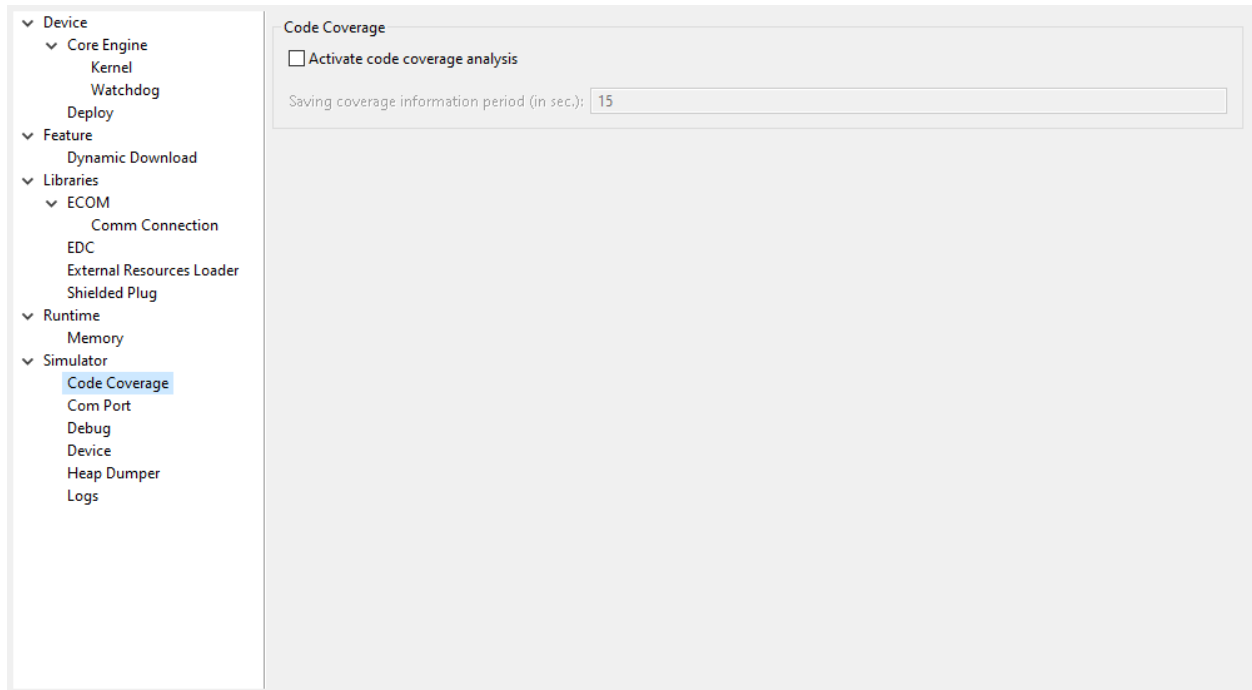 Device
Core Engine
Kernel
Watchdog
Deploy
Feature
Dynamic Download
Libraries
ECOM
Comm Connection
EDC
External Resources Loader
Shielded Plug
Runtime
Memory
Simulator
Code Coverage
Com Port
Debug
Device
Heap Dumper
Logs
Code Coverage
Activate code coverage analysis
Saving coverage information period (in sec.): 15